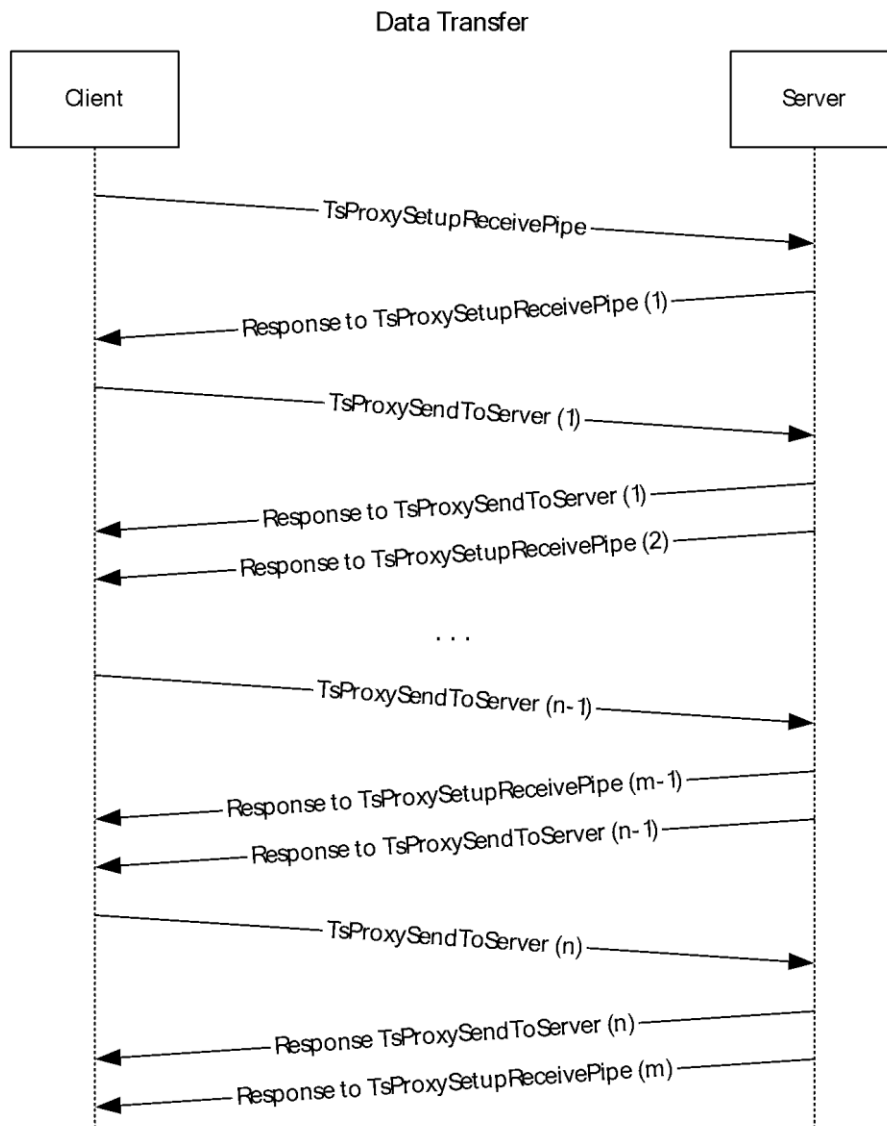 Data Transfer
Client
Server
TsProxySetupReceivePipe
Response to TsProxySetupReceivePipe (1)
TsProxySendToServer (1)
Response to TsProxySendToServer (1)
Response to TsProxySetupReceivePipe (2)
. . .
TsProxySendToServer (n-1)
Response to TsProxySetupReceivePipe (m-1)
Response to TsProxySendToServer (n-1)
TsProxySendToServer (n)
Response TsProxySendToServer (n)
Response to TsProxySetupReceivePipe (m)